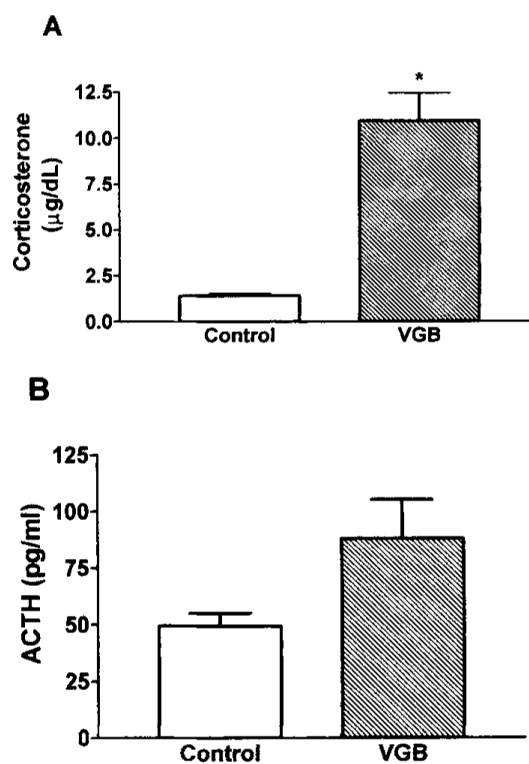 A
Corticosterone
(µg/dL)
12.5
10.0
7.5
5.0
2.5
0.0
*
Control
VGB
B
ACTH (pg/ml)
125
100
75
50
25
0
Control
VGB